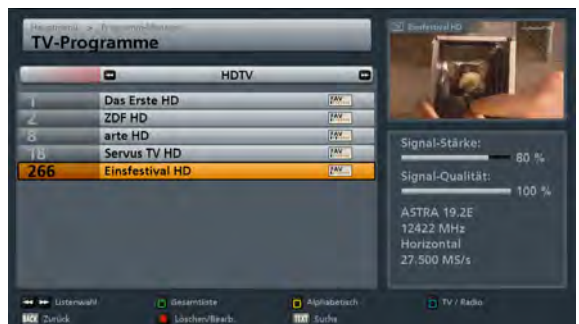 Hauptmenü > Programm-Manager
TV-Programme
HDTV
1 Das Erste HD FAV...
2 ZDF HD FAV...
8 arte HD FAV...
18 Servus TV HD FAV...
266 Einsfestival HD FAV...
Einsfestival HD
Signal-Stärke:
80 %
Signal-Qualität:
100 %
ASTRA 19.2E
12422 MHz
Horizontal
27.500 MS/s
Listenwahl Gesamtliste Alphabetisch TV / Radio
BACK Zurück Löschen/Bearb. TEXT Suche